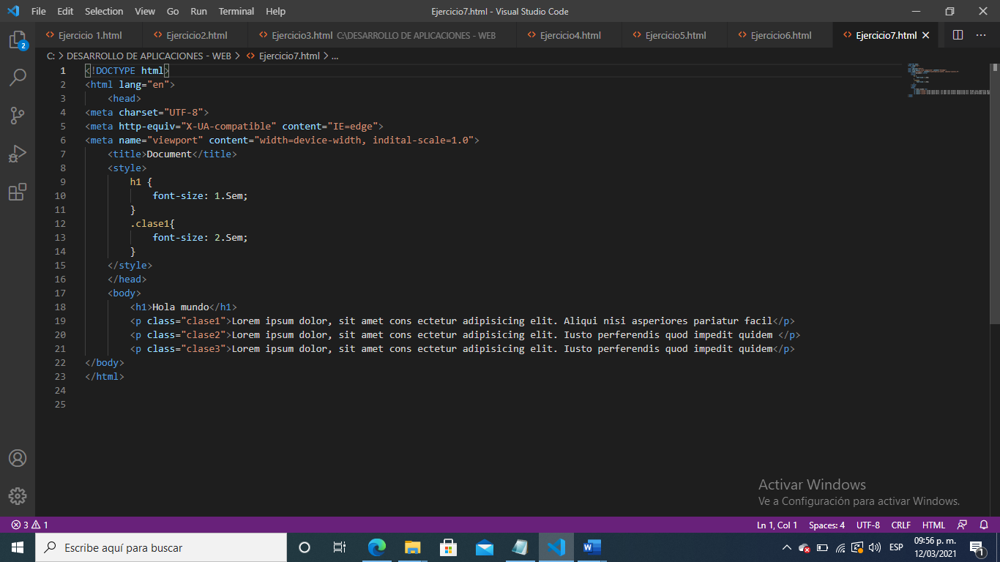 File Edit Selection View Go Run Terminal Help Ejercicio7.html - Visual Studio Code
Ejercicio 1.html Ejercicio2.html Ejercicio3.html C:\DESARROLLO DE APLICACIONES - WEB Ejercicio4.html Ejercicio5.html Ejercicio6.html Ejercicio7.html
C: > DESARROLLO DE APLICACIONES - WEB > Ejercicio7.html > ...
2
1 <!DOCTYPE html>
2 <html lang="en">
3 <head>
4 <meta charset="UTF-8">
5 <meta http-equiv="X-UA-compatible" content="IE=edge">
6 <meta name="viewport" content="width=device-width, indital-scale=1.0">
7 <title>Document</title>
8 <style>
9 h1 {
10 font-size: 1.Sem;
11 }
12 .clase1{
13 font-size: 2.Sem;
14 }
15 </style>
16 </head>
17 <body>
18 <h1>Hola mundo</h1>
19 <p class="clase1">Lorem ipsum dolor, sit amet cons ectetur adipisicing elit. Aliqui nisi asperiores pariatur facil</p>
20 <p class="clase2">Lorem ipsum dolor, sit amet cons ectetur adipisicing elit. Iusto perferendis quod impedit quidem </p>
21 <p class="clase3">Lorem ipsum dolor, sit amet cons ectetur adipisicing elit. Iusto perferendis quod impedit quidem</p>
22 </body>
23 </html>
24
25
Activar Windows
Ve a Configuración para activar Windows.
3 1 Ln 1, Col 1 Spaces: 4 UTF-8 CRLF HTML
Escribe aquí para buscar ESP 09:56 p. m.
12/03/2021 1